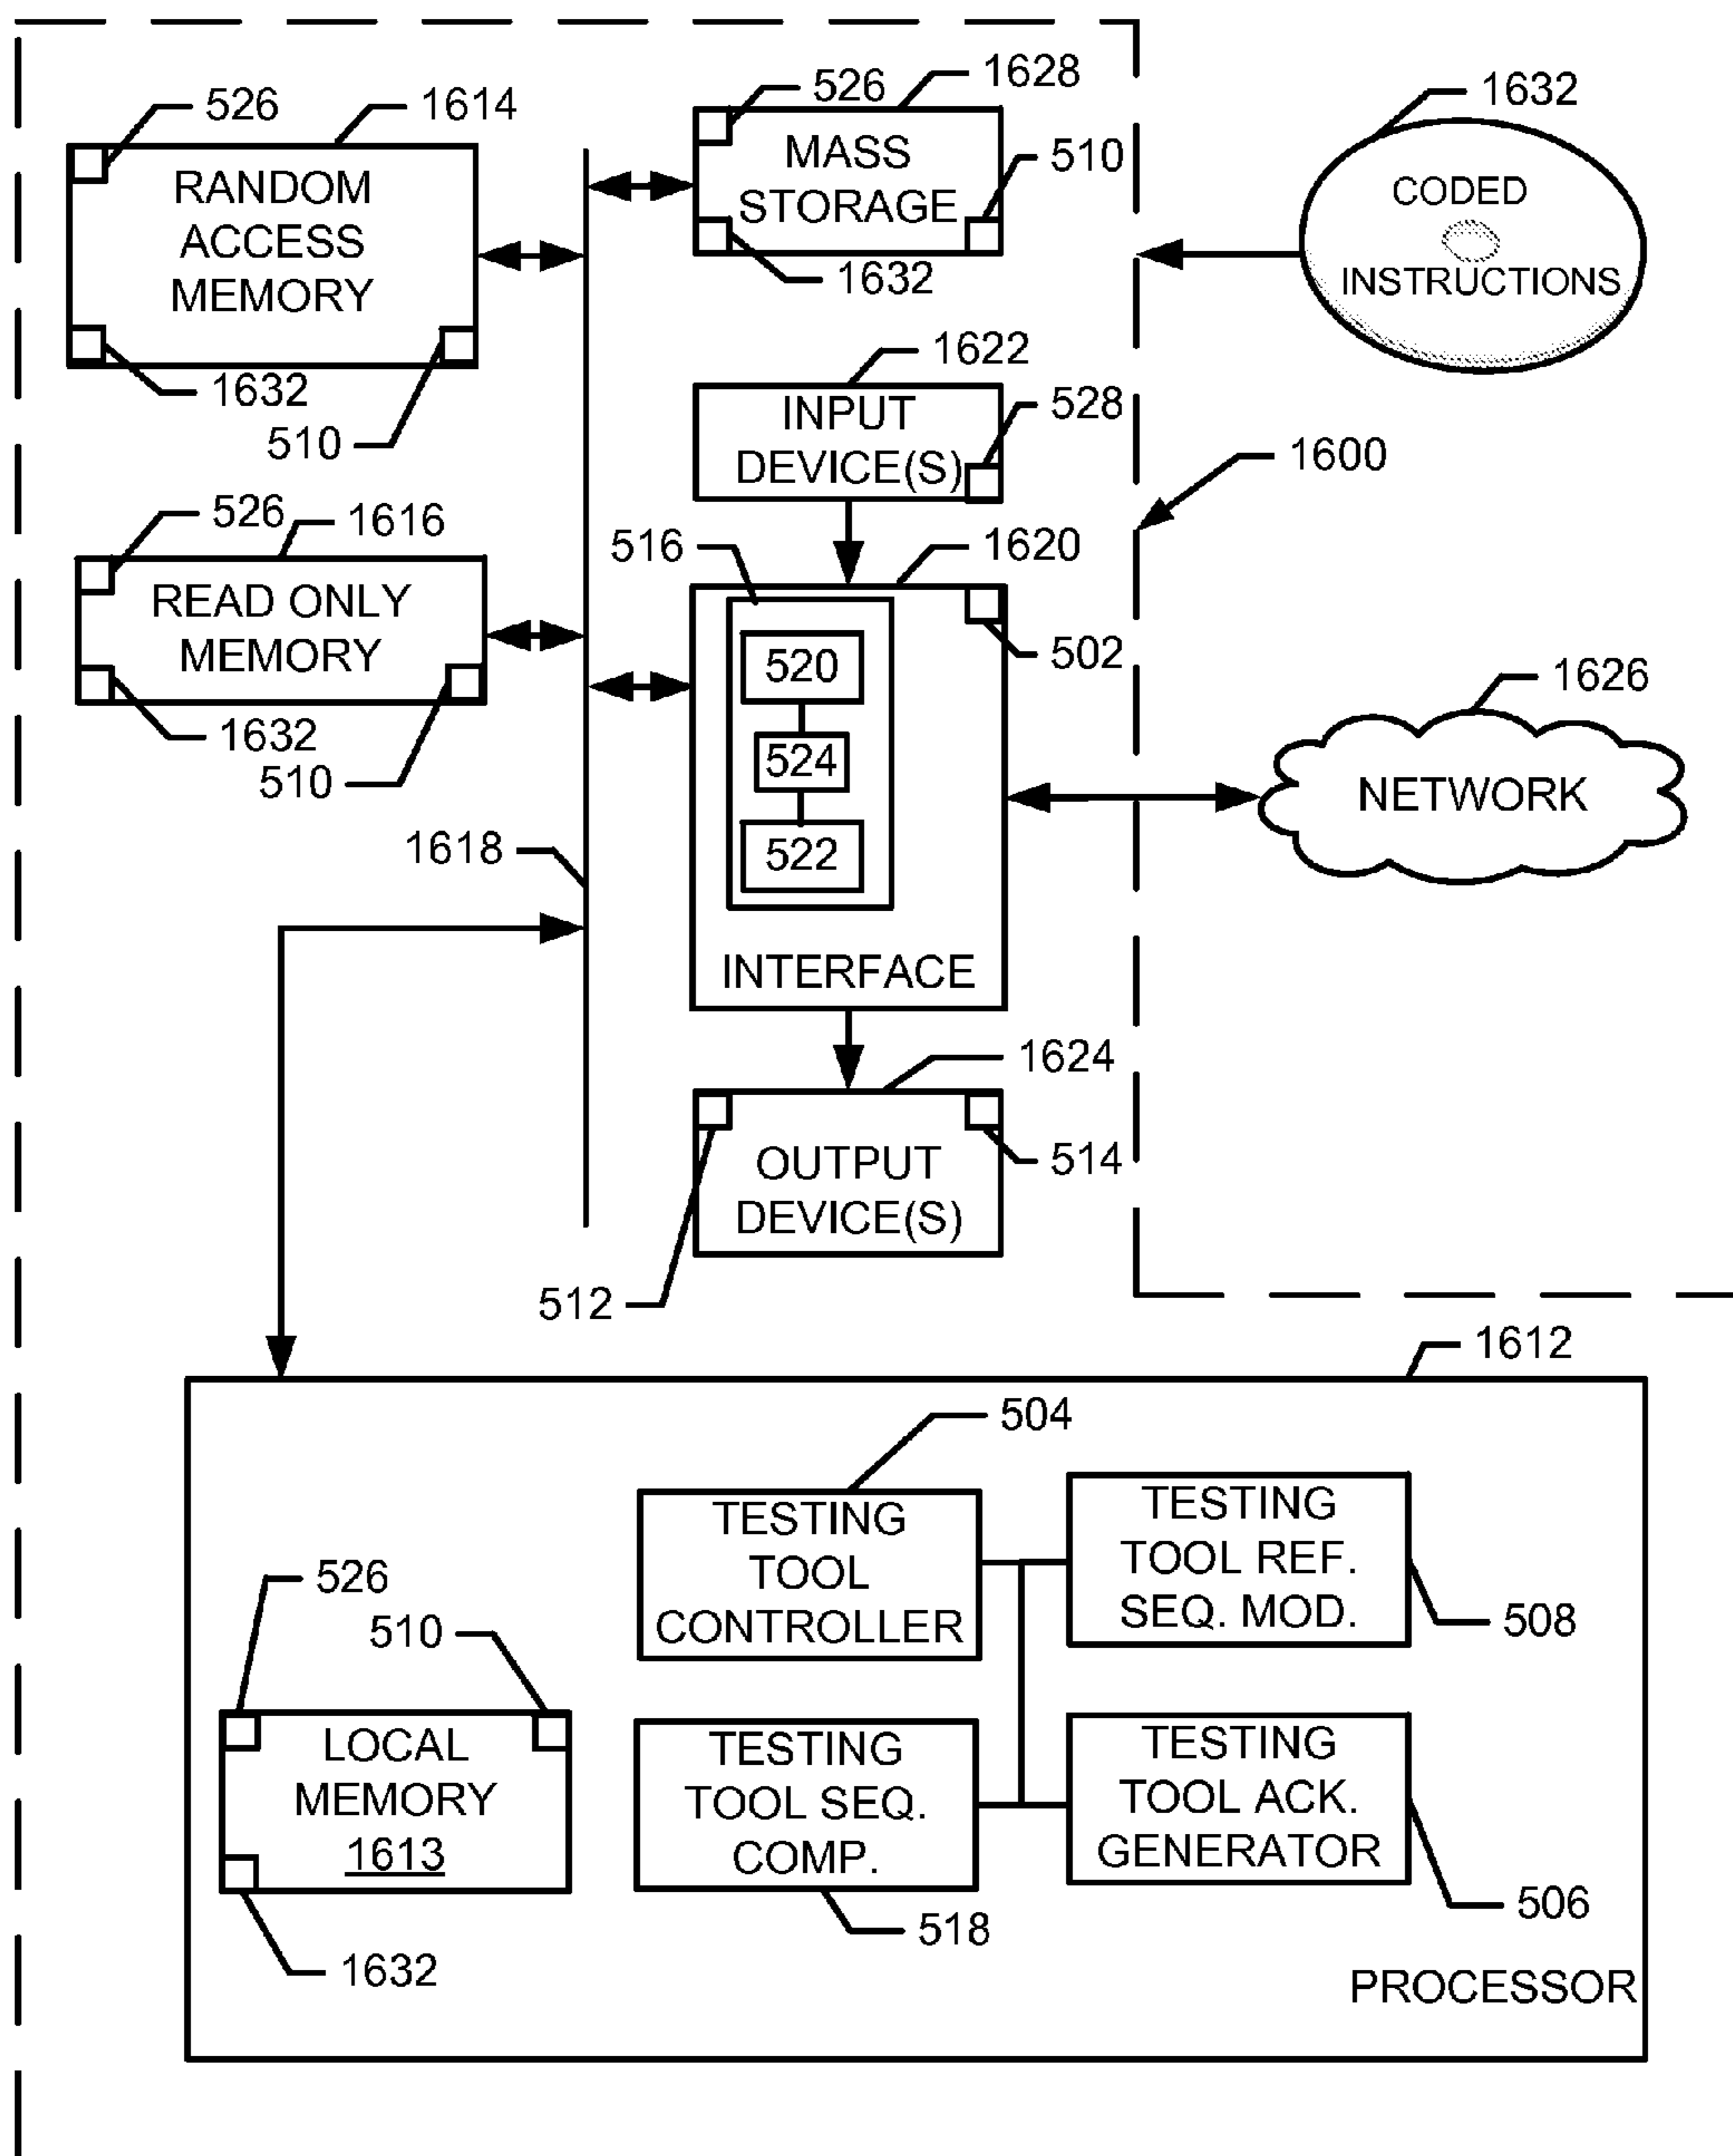 526
1614
RANDOM
ACCESS
MEMORY
1632
510
526
1628
MASS
STORAGE
510
1632
1632
CODED
INSTRUCTIONS
1622
INPUT
DEVICE(S)
528
1600
526
1616
READ ONLY
MEMORY
1632
510
516
1620
520
524
522
502
INTERFACE
1626
NETWORK
1618
1624
OUTPUT
DEVICE(S)
514
512
1612
504
TESTING
TOOL
CONTROLLER
TESTING
TOOL REF.
SEQ. MOD.
508
526
510
LOCAL
MEMORY
1613
1632
TESTING
TOOL SEQ.
COMP.
518
TESTING
TOOL ACK.
GENERATOR
506
PROCESSOR